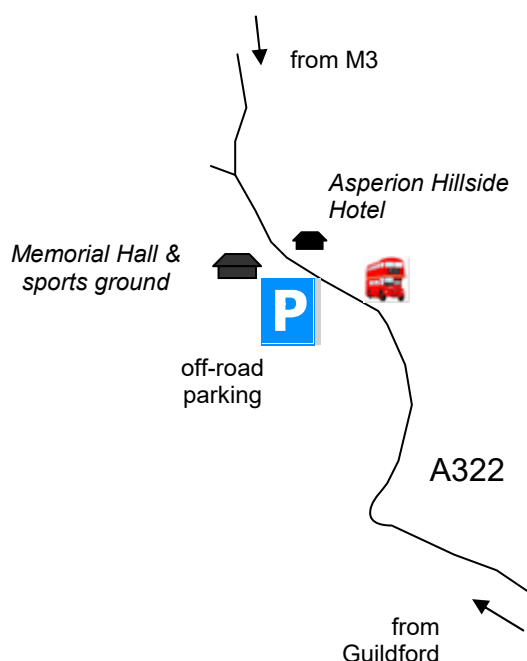 from M3
Asperion Hillside
Hotel
Memorial Hall &
sports ground
P
off-road
parking
A322
from
Guildford